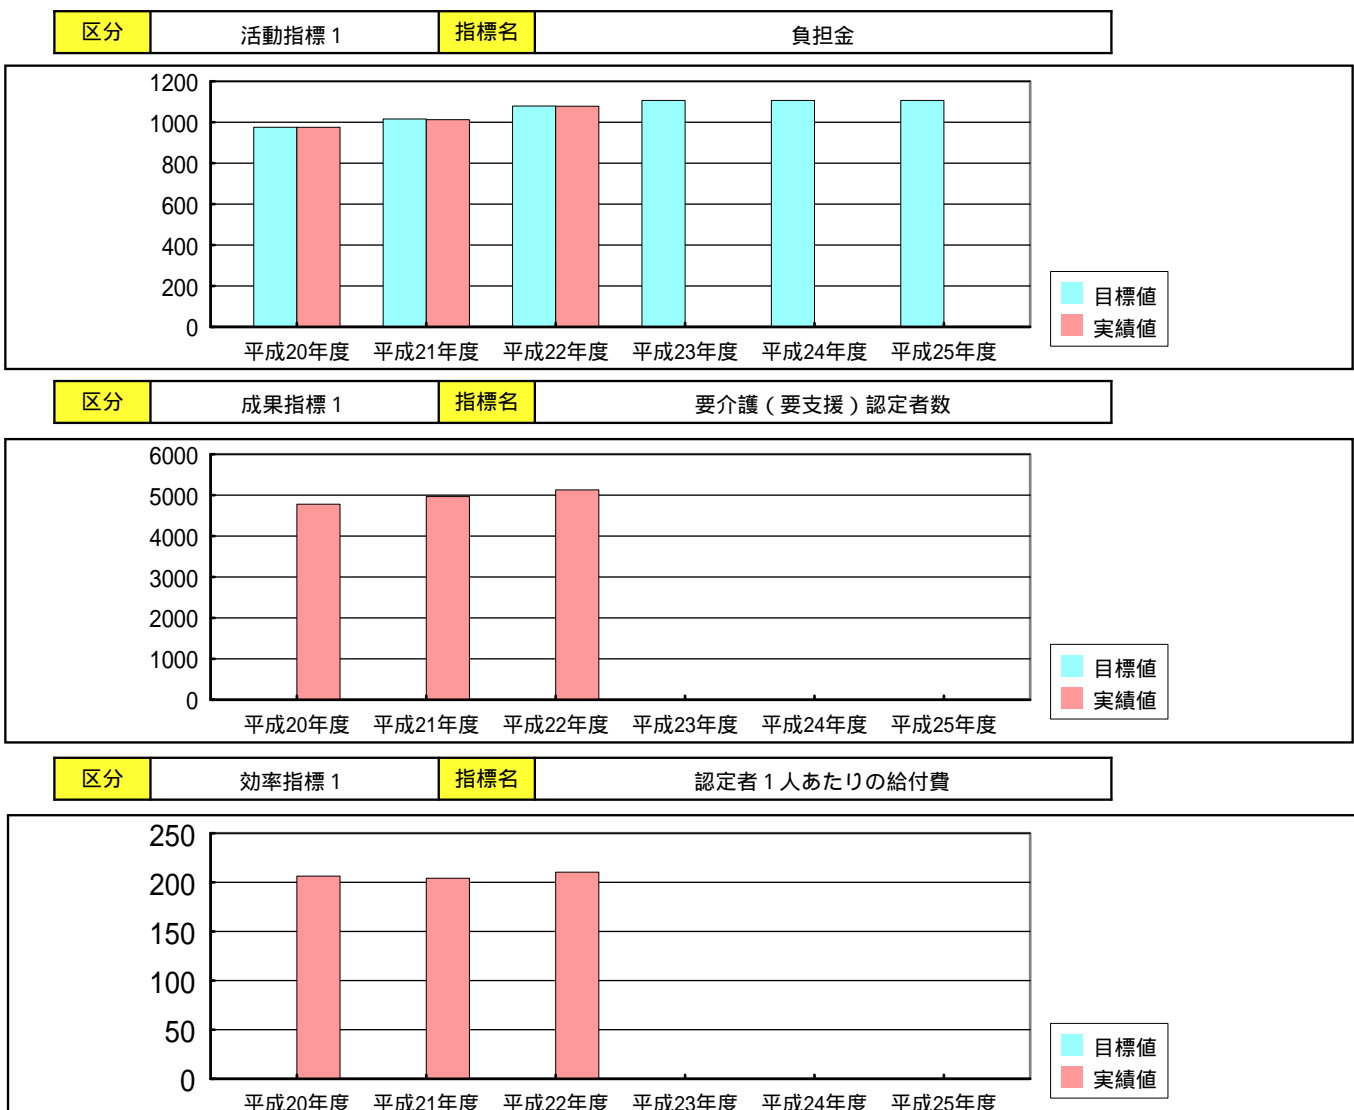 区分 活動指標１ 指標名 負担金
1200
1000
800
600
400
200
0
平成20年度 平成21年度 平成22年度 平成23年度 平成24年度 平成25年度
目標値
実績値
区分 成果指標１ 指標名 要介護（要支援）認定者数
6000
5000
4000
3000
2000
1000
0
平成20年度 平成21年度 平成22年度 平成23年度 平成24年度 平成25年度
目標値
実績値
区分 効率指標１ 指標名 認定者１人あたりの給付費
250
200
150
100
50
0
平成20年度 平成21年度 平成22年度 平成23年度 平成24年度 平成25年度
目標値
実績値